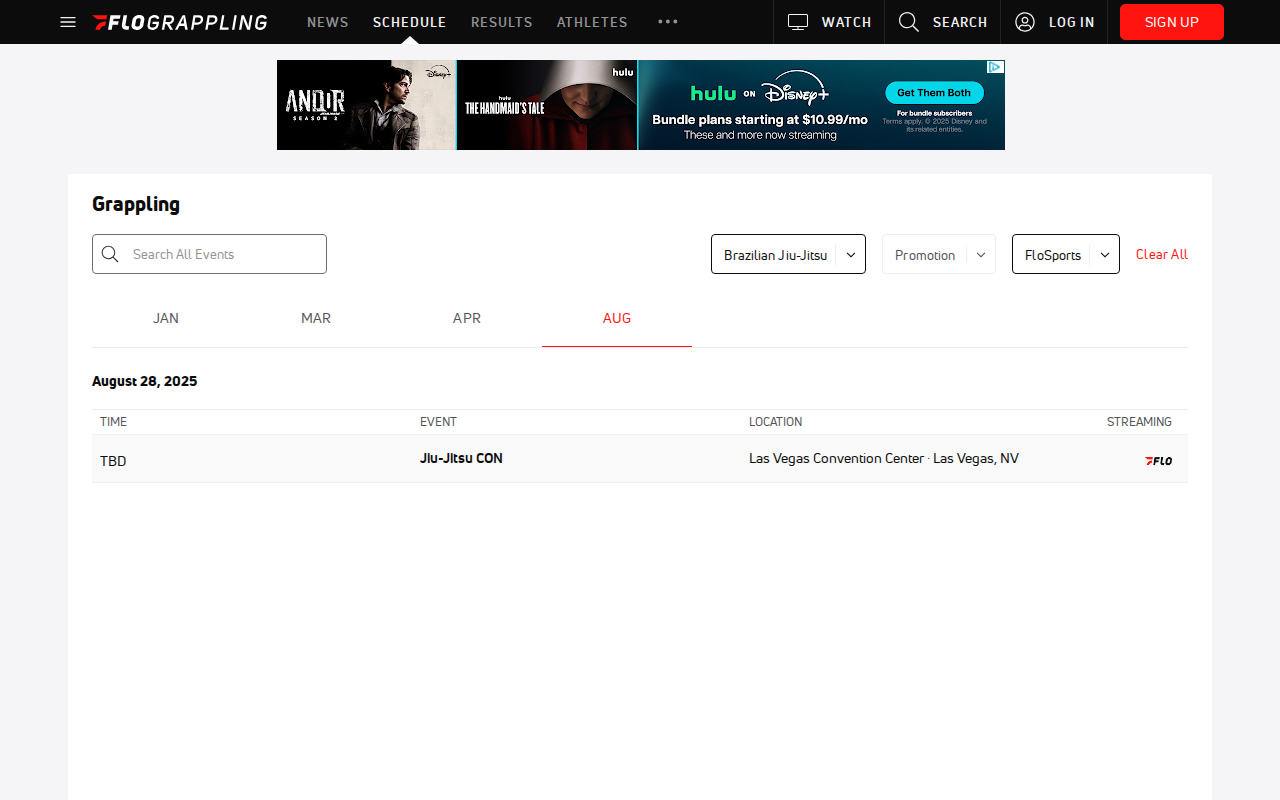 FLOGRAPPLING NEWS SCHEDULE RESULTS ATHLETES ••• WATCH SEARCH LOG IN SIGN UP
ANDOR
SEASON 2
Disney+
hulu
hulu
THE HANDMAID'S TALE
hulu ON Disney+
Bundle plans starting at $10.99/mo
These and more now streaming
Get Them Both
For bundle subscribers
Terms apply. © 2025 Disney and
its related entities.
Grappling
Search All Events Brazilian Jiu-Jitsu Promotion FloSports Clear All
JAN MAR APR AUG
August 28, 2025
TIME EVENT LOCATION STREAMING
TBD Jiu-Jitsu CON Las Vegas Convention Center · Las Vegas, NV FLO